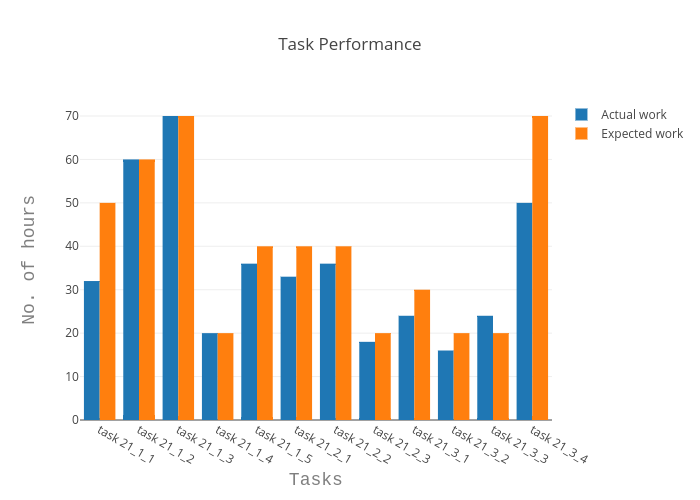 Task Performance
Actual work
Expected work
70
60
50
40
30
20
10
0
No. of hours
task 21_1_1
task 21_1_2
task 21_1_3
task 21_1_4
task 21_1_5
task 21_2_1
task 21_2_2
task 21_2_3
task 21_3_1
task 21_3_2
task 21_3_3
task 21_3_4
Tasks